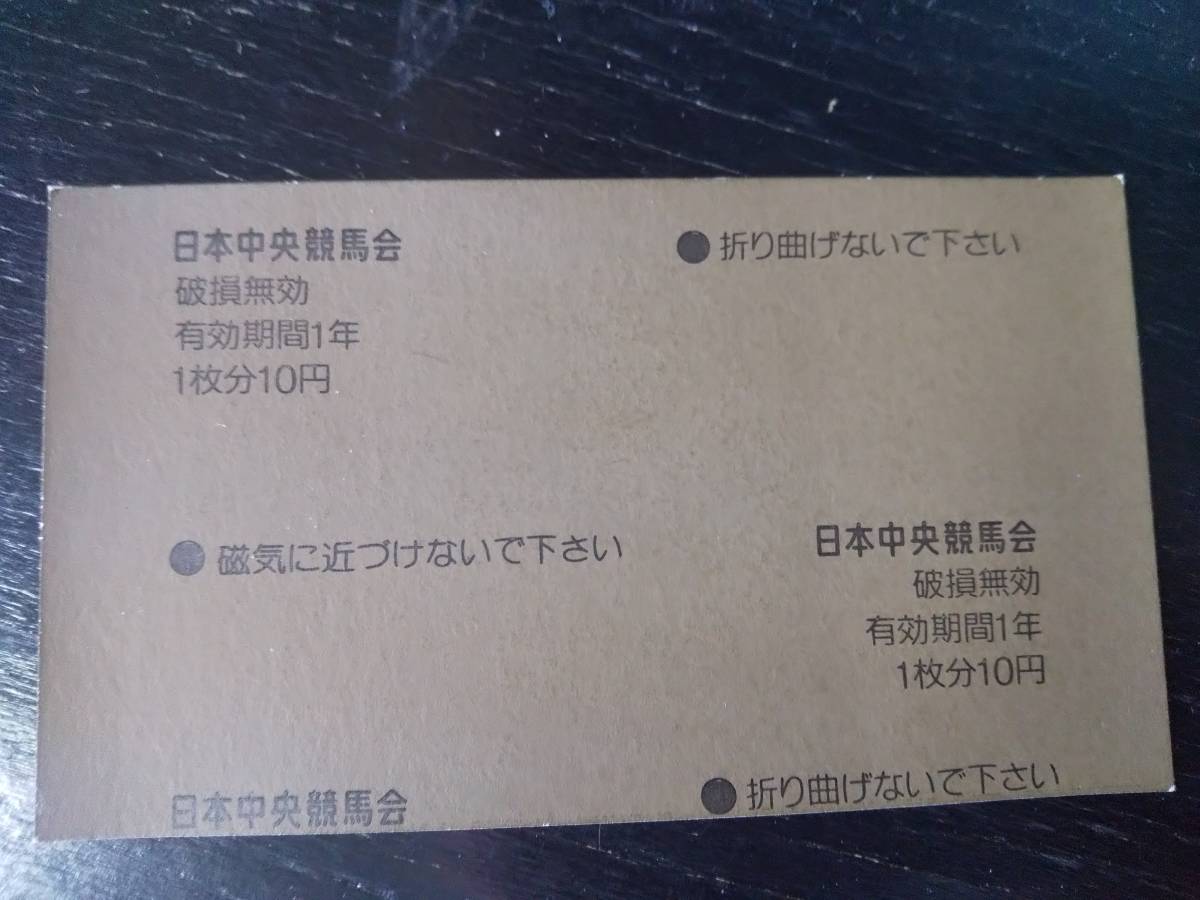 日本中央競馬会
破損無効
有効期間1年
1枚分10円
●折り曲げないで下さい
●磁気に近づけないで下さい
日本中央競馬会
破損無効
有効期間1年
1枚分10円
日本中央競馬会
●折り曲げないで下さい